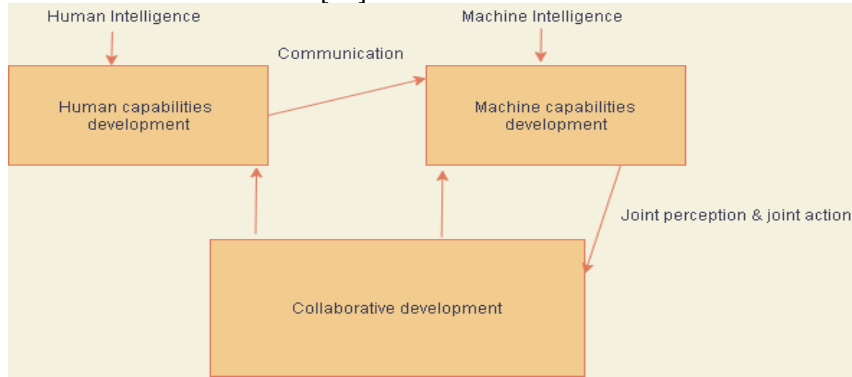 Human Intelligence
Machine Intelligence
Communication
Human capabilities
development
Machine capabilities
development
Joint perception & joint action
Collaborative development